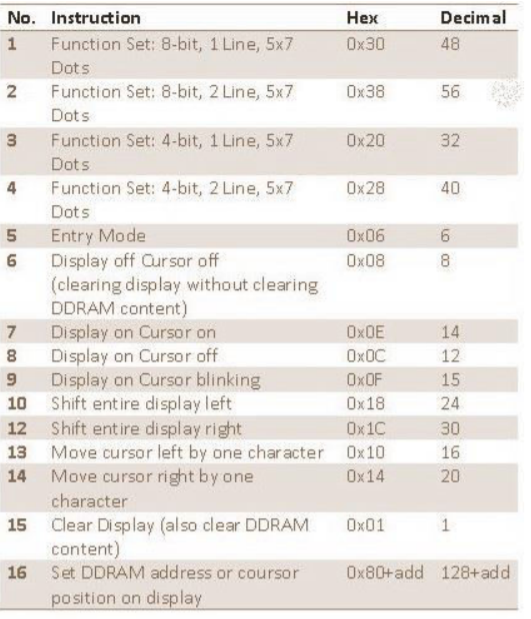 No. Instruction Hex Decimal
1 Function Set: 8-bit, 1 Line, 5x7 0x30 48
Dots
2 Function Set: 8-bit, 2 Line, 5x7 0x38 56
Dots
3 Function Set: 4-bit, 1 Line, 5x7 0x20 32
Dots
4 Function Set: 4-bit, 2 Line, 5x7 0x28 40
Dots
5 Entry Mode 0x06 6
6 Display off Cursor off 0x08 8
(clearing display without clearing
DDRAM content)
7 Display on Cursor on 0x0E 14
8 Display on Cursor off 0x0C 12
9 Display on Cursor blinking 0x0F 15
10 Shift entire display left 0x18 24
12 Shift entire display right 0x1C 30
13 Move cursor left by one character 0x10 16
14 Move cursor right by one 0x14 20
character
15 Clear Display (also clear DDRAM 0x01 1
content)
16 Set DDRAM address or coursor 0x80+add 128+add
position on display